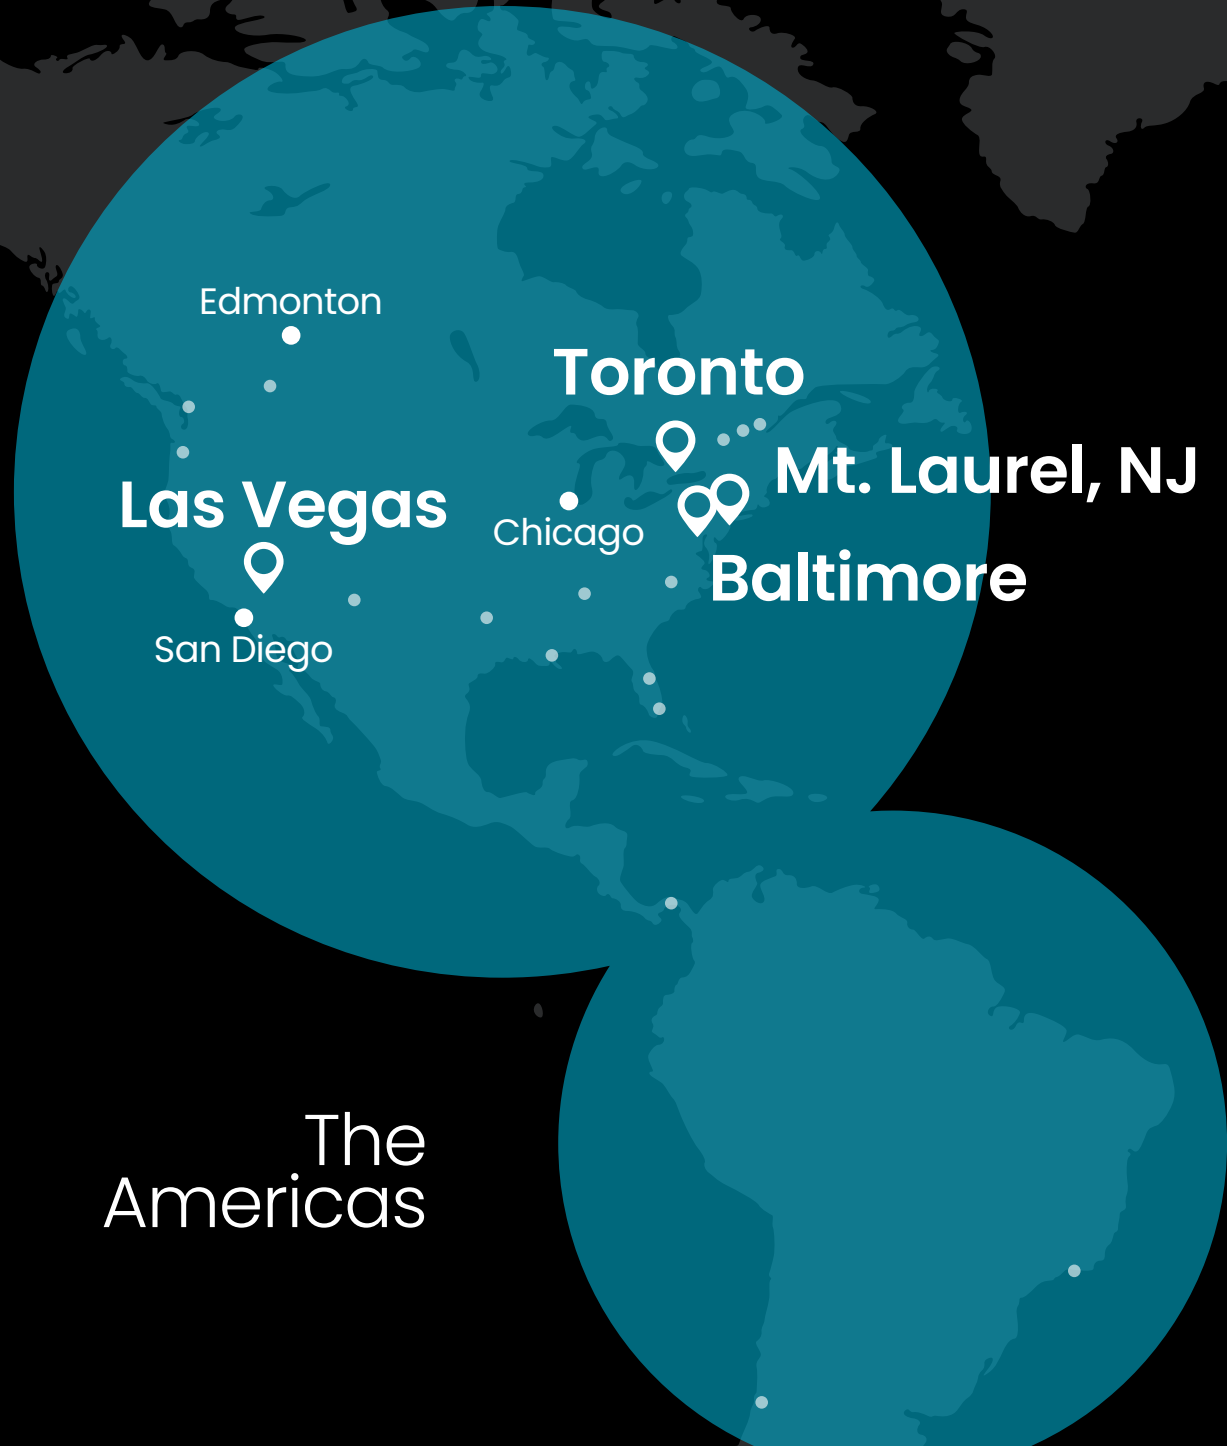 Edmonton
Toronto
Mt. Laurel, NJ
Las Vegas
Chicago
Baltimore
San Diego
The
Americas